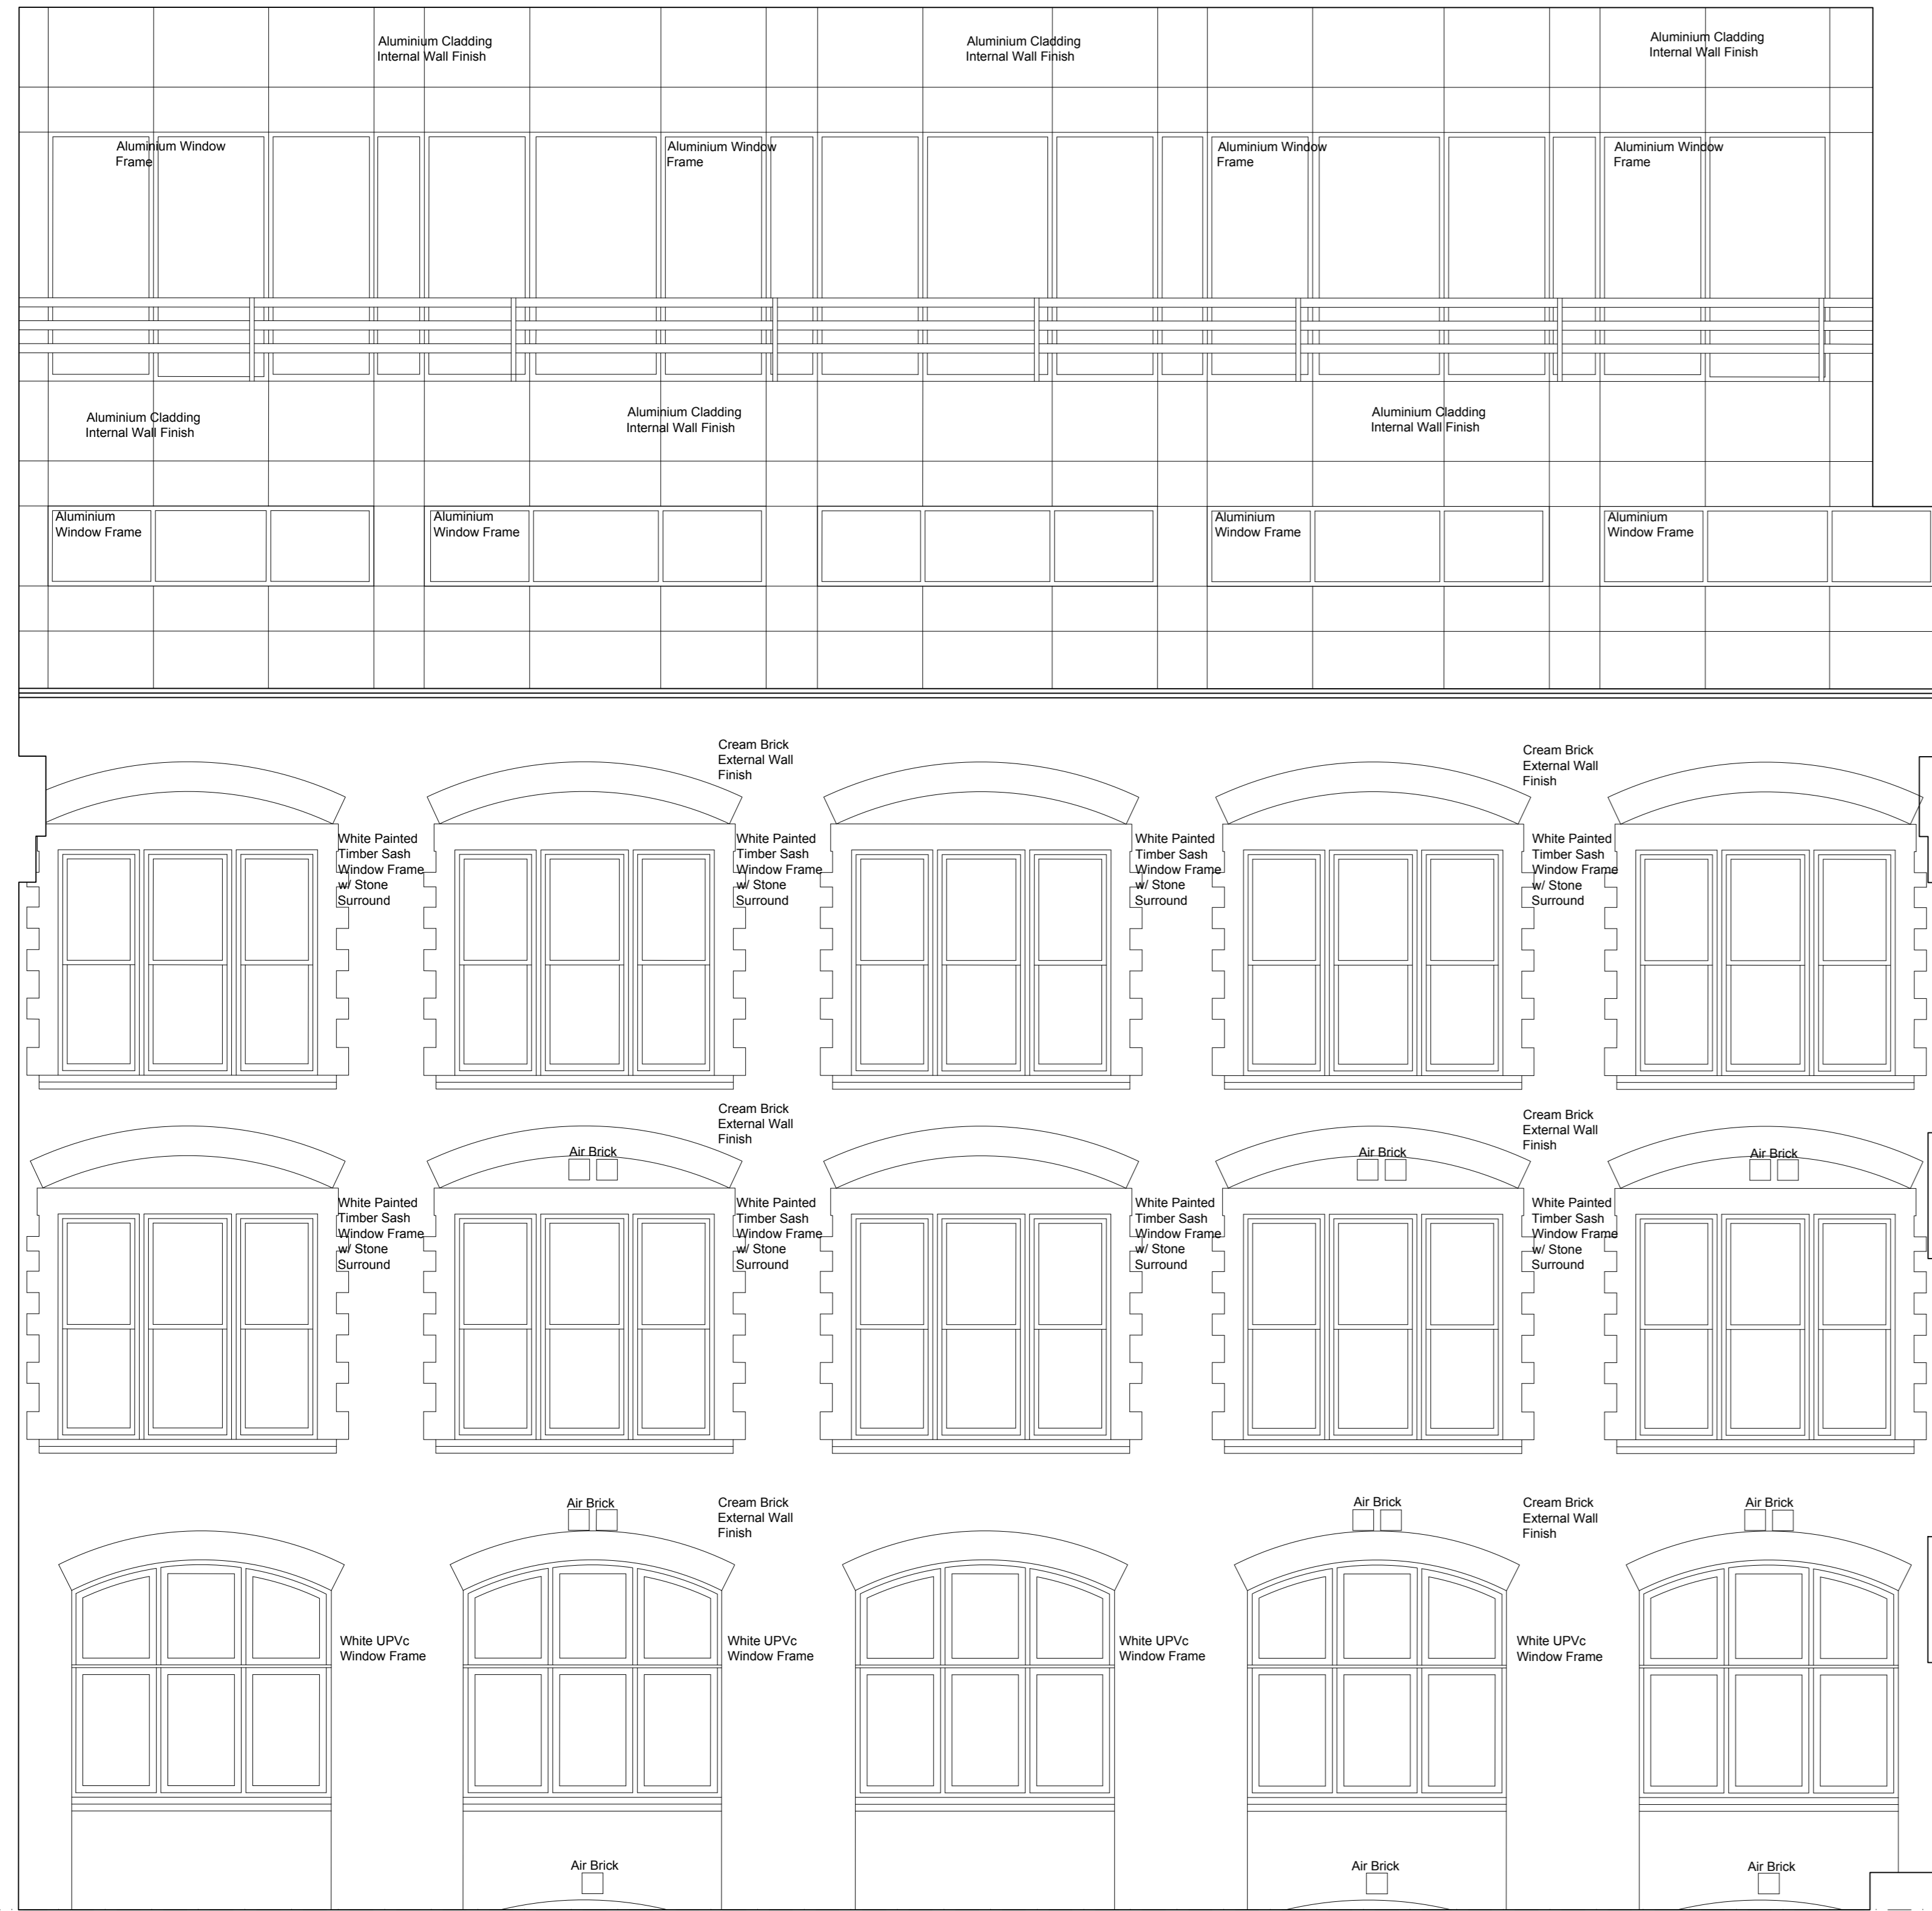 Aluminium Cladding
Internal Wall Finish
Aluminium Cladding
Internal Wall Finish
Aluminium Cladding
Internal Wall Finish
Aluminium Window
Frame
Aluminium Window
Frame
Aluminium Window
Frame
Aluminium Window
Frame
Aluminium Cladding
Internal Wall Finish
Aluminium Cladding
Internal Wall Finish
Aluminium Cladding
Internal Wall Finish
Aluminium
Window Frame
Aluminium
Window Frame
Aluminium
Window Frame
Aluminium
Window Frame
Cream Brick
External Wall
Finish
Cream Brick
External Wall
Finish
White Painted
Timber Sash
Window Frame
w/ Stone
Surround
White Painted
Timber Sash
Window Frame
w/ Stone
Surround
White Painted
Timber Sash
Window Frame
w/ Stone
Surround
White Painted
Timber Sash
Window Frame
w/ Stone
Surround
Cream Brick
External Wall
Finish
Cream Brick
External Wall
Finish
Air Brick
Air Brick
Air Brick
White Painted
Timber Sash
Window Frame
w/ Stone
Surround
White Painted
Timber Sash
Window Frame
w/ Stone
Surround
White Painted
Timber Sash
Window Frame
w/ Stone
Surround
White Painted
Timber Sash
Window Frame
w/ Stone
Surround
Air Brick
Cream Brick
External Wall
Finish
Air Brick
Cream Brick
External Wall
Finish
Air Brick
White UPVc
Window Frame
White UPVc
Window Frame
White UPVc
Window Frame
White UPVc
Window Frame
Air Brick
Air Brick
Air Brick